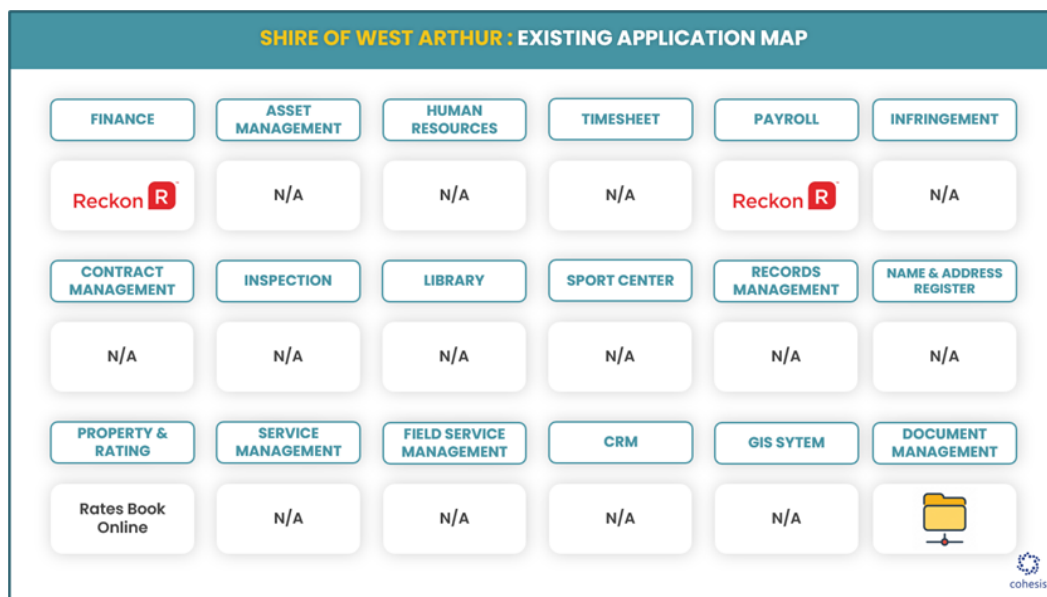 SHIRE OF WEST ARTHUR : EXISTING APPLICATION MAP
FINANCE
ASSET
MANAGEMENT
HUMAN
RESOURCES
TIMESHEET
PAYROLL
INFRINGEMENT
Reckon R
N/A
N/A
N/A
Reckon R
N/A
CONTRACT
MANAGEMENT
INSPECTION
LIBRARY
SPORT CENTER
RECORDS
MANAGEMENT
NAME & ADDRESS
REGISTER
N/A
N/A
N/A
N/A
N/A
N/A
PROPERTY &
RATING
SERVICE
MANAGEMENT
FIELD SERVICE
MANAGEMENT
CRM
GIS SYTEM
DOCUMENT
MANAGEMENT
Rates Book
Online
N/A
N/A
N/A
N/A
cohesis